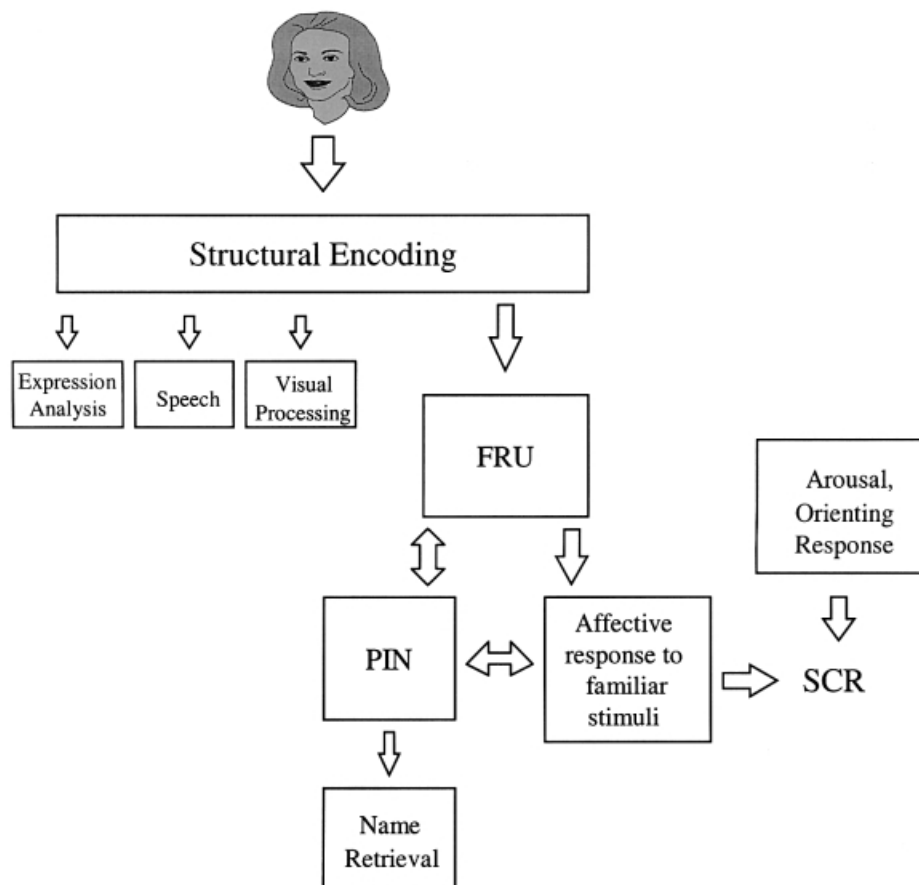 Structural Encoding
Expression
Analysis
Speech
Visual
Processing
FRU
Arousal,
Orienting
Response
PIN
Affective
response to
familiar
stimuli
SCR
Name
Retrieval